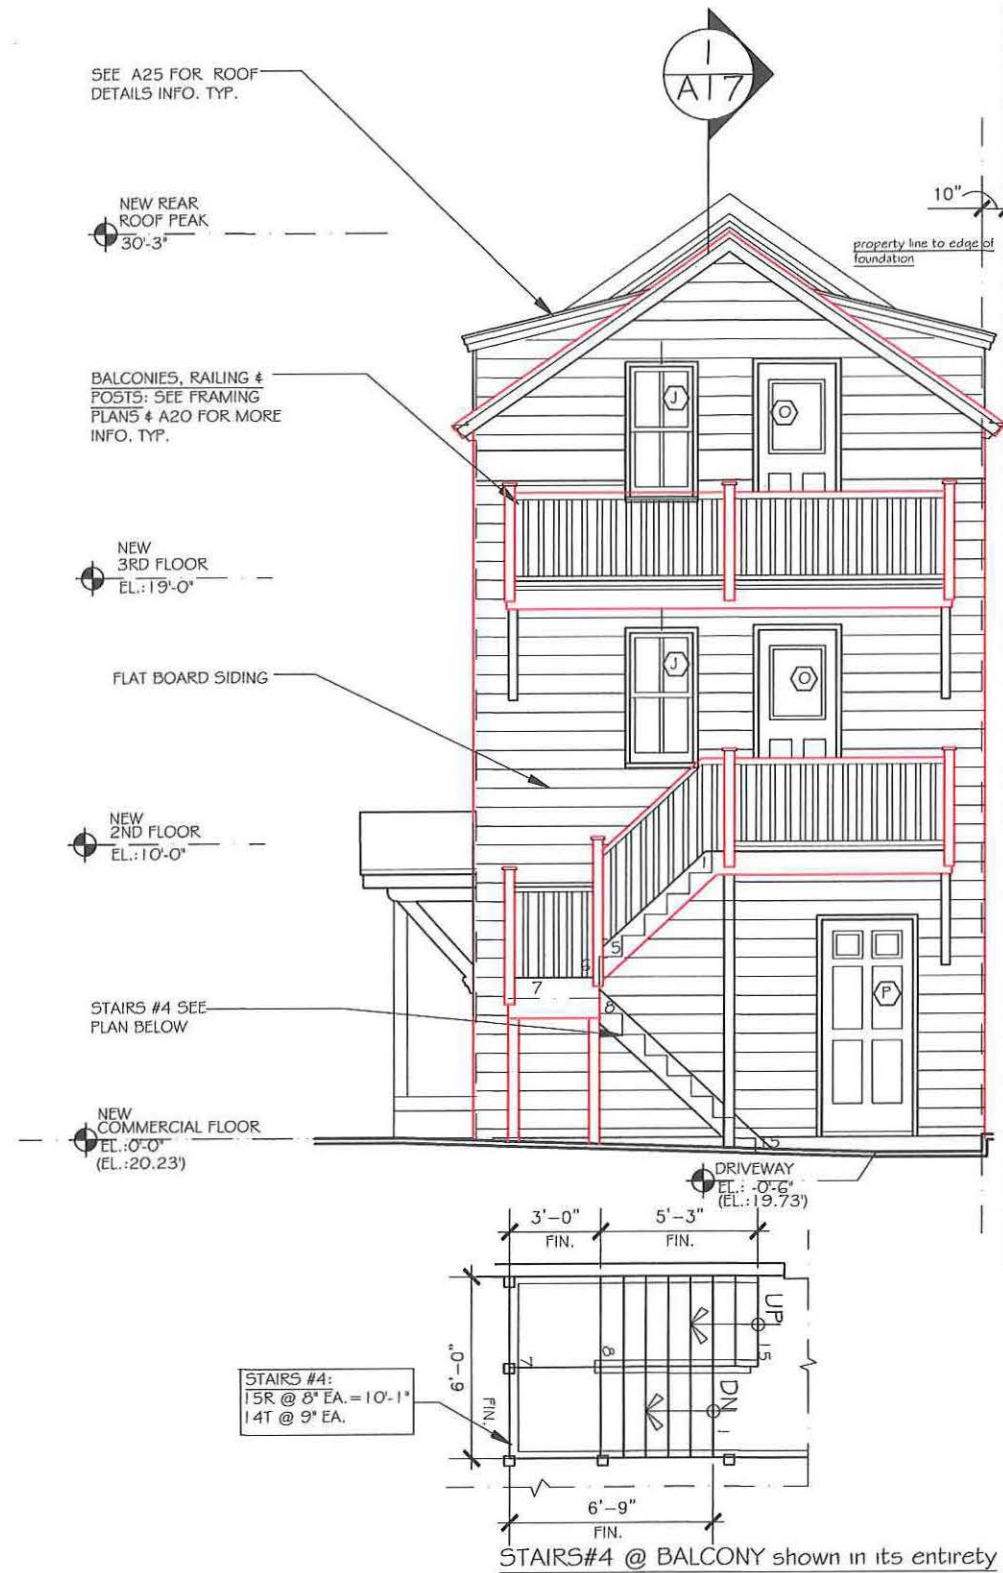 1
A17
SEE A25 FOR ROOF
DETAILS INFO. TYP.
10"
NEW REAR
ROOF PEAK
30'-3"
property line to edge of
foundation
BALCONIES, RAILING &
POSTS: SEE FRAMING
PLANS & A20 FOR MORE
INFO. TYP.
J
O
NEW
3RD FLOOR
EL.:19'-0"
J
O
FLAT BOARD SIDING
NEW
2ND FLOOR
EL.:10'-0"
1
5
6
7
8
P
STAIRS #4 SEE
PLAN BELOW
NEW
COMMERCIAL FLOOR
EL.:0'-0"
(EL.:20.23')
DRIVEWAY
EL.: -0'-6"
(EL.:19.73')
3'-0"
FIN.
5'-3"
FIN.
UP
15
8
7
6'-0"
FIN.
DN
1
STAIRS #4:
15R @ 8" EA.=10'-1"
14T @ 9" EA.
6'-9"
FIN.
STAIRS#4 @ BALCONY shown in its entirety